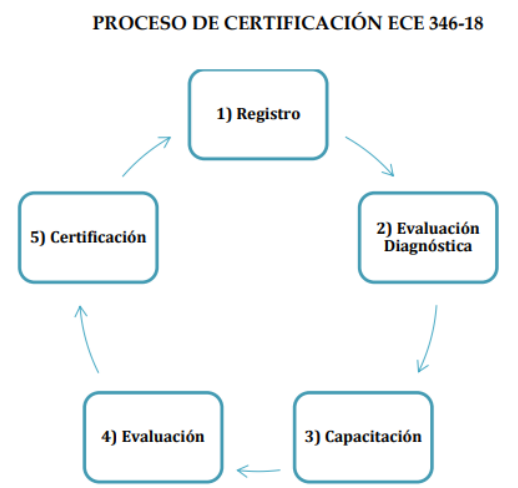 PROCESO DE CERTIFICACIÓN ECE 346-18
1) Registro
2) Evaluación
Diagnóstica
3) Capacitación
4) Evaluación
5) Certificación